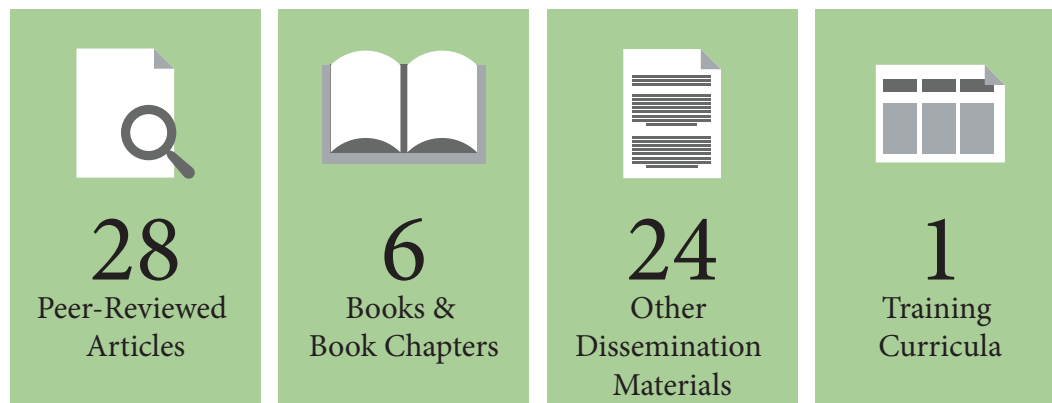 28
Peer-Reviewed
Articles
6
Books &
Book Chapters
24
Other
Dissemination
Materials
1
Training
Curricula